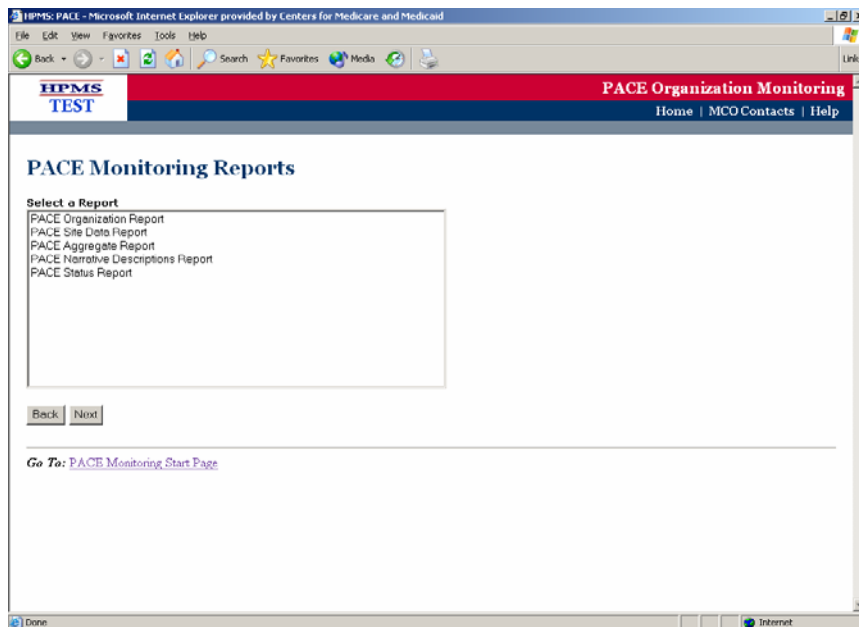 HPMS: PACE - Microsoft Internet Explorer provided by Centers for Medicare and Medicaid
File Edit View Favorites Tools Help
Back Search Favorites Media
Link
HPMS
TEST
PACE Organization Monitoring
Home | MCO Contacts | Help
PACE Monitoring Reports
Select a Report
PACE Organization Report
PACE Site Data Report
PACE Aggregate Report
PACE Narrative Descriptions Report
PACE Status Report
Back Next
Go To: PACE Monitoring Start Page
Done Internet